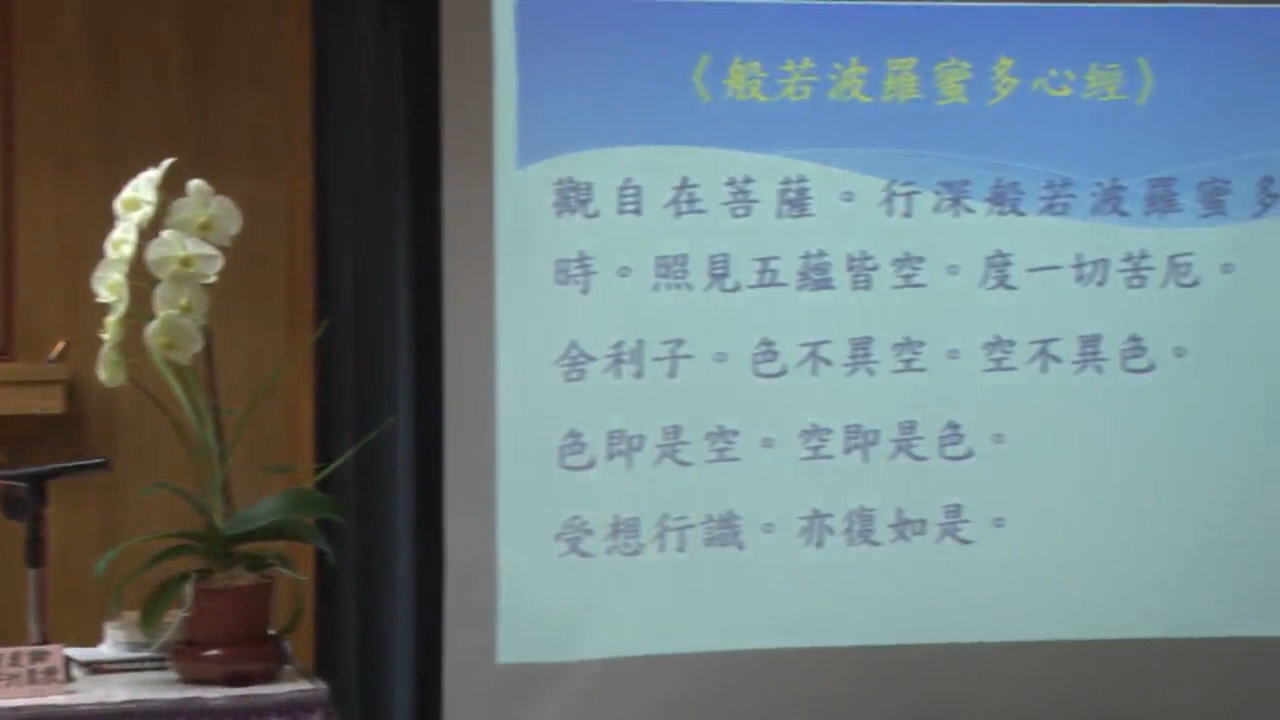 《般若波羅蜜多心經》
觀自在菩薩。行深般若波羅蜜多
時。照見五蘊皆空。度一切苦厄。
舍利子。色不異空。空不異色。
色即是空。空即是色。
受想行識。亦復如是。